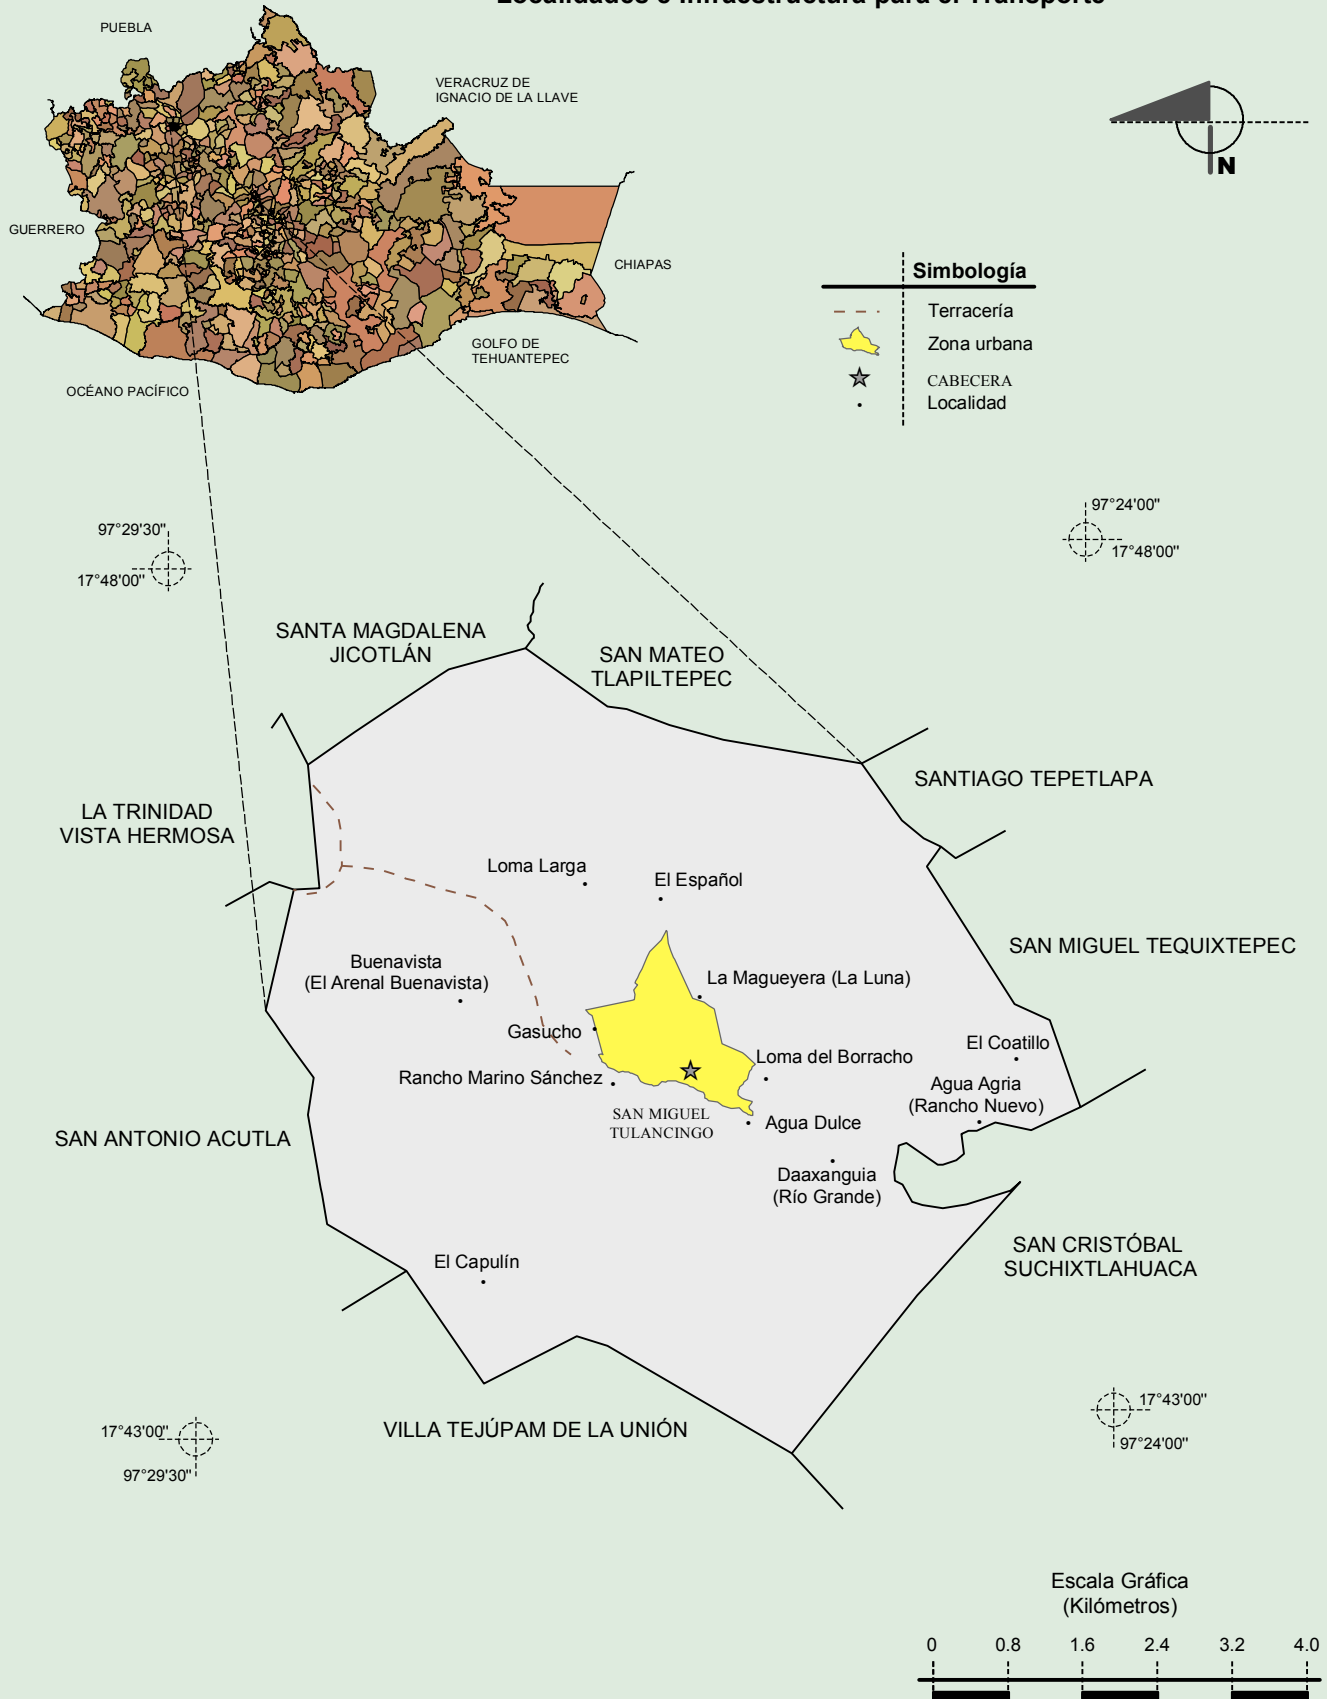 Localidades e Infraestructura para el Transporte
PUEBLA
VERACRUZ DE
IGNACIO DE LA LLAVE
N
GUERRERO
CHIAPAS
GOLFO DE
TEHUANTEPEC
OCÉANO PACÍFICO
Simbología
Terracería
Zona urbana
CABECERA
Localidad
97°29'30"
17°48'00"
97°24'00"
17°48'00"
SANTA MAGDALENA
JICOTLÁN
SAN MATEO
TLAPILTEPEC
SANTIAGO TEPETLAPA
LA TRINIDAD
VISTA HERMOSA
Loma Larga
El Español
SAN MIGUEL TEQUIXTEPEC
Buenavista
(El Arenal Buenavista)
La Magueyera (La Luna)
Gasucho
El Coatillo
Loma del Borracho
Rancho Marino Sánchez
Agua Agria
(Rancho Nuevo)
SAN MIGUEL
TULANCINGO
Agua Dulce
SAN ANTONIO ACUTLA
Daaxanguia
(Río Grande)
SAN CRISTÓBAL
SUCHIXTLAHUACA
El Capulín
VILLA TEJÚPAM DE LA UNIÓN
17°43'00"
97°29'30"
17°43'00"
97°24'00"
Escala Gráfica
(Kilómetros)
0 0.8 1.6 2.4 3.2 4.0